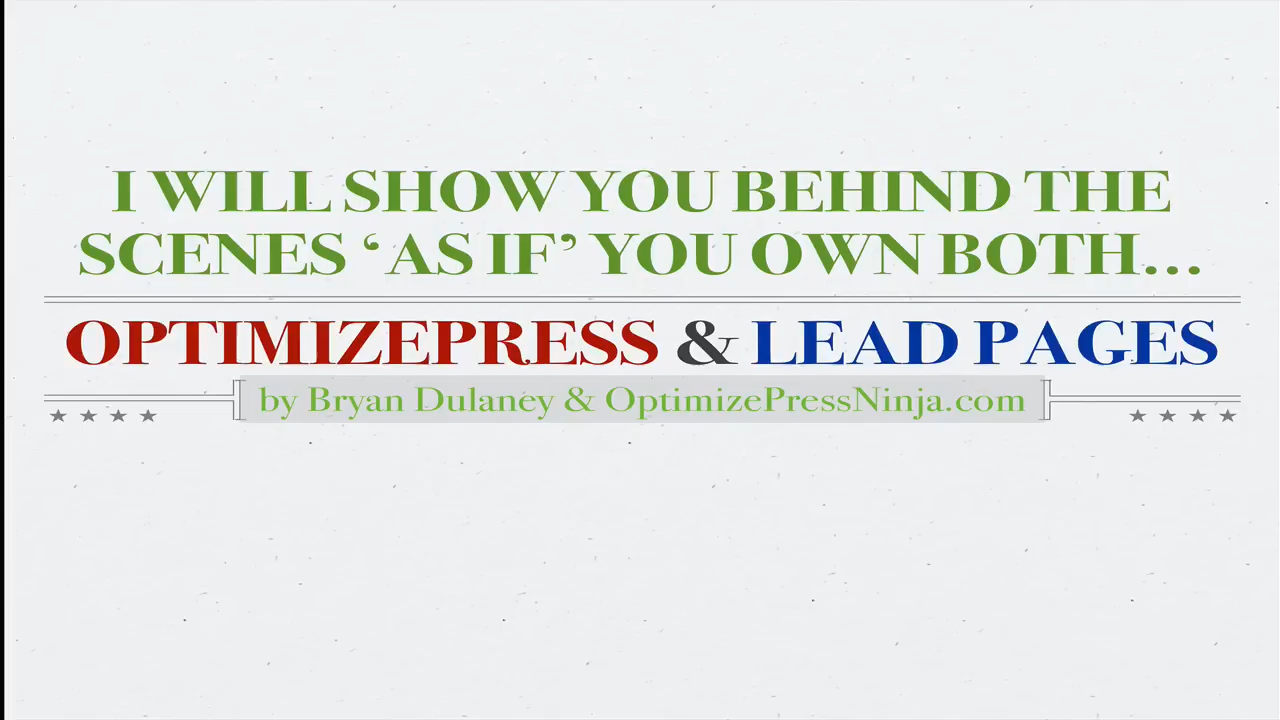 I WILL SHOW YOU BEHIND THE
SCENES ‘AS IF’ YOU OWN BOTH...
OPTIMIZEPRESS & LEAD PAGES
by Bryan Dulaney & OptimizePressNinja.com